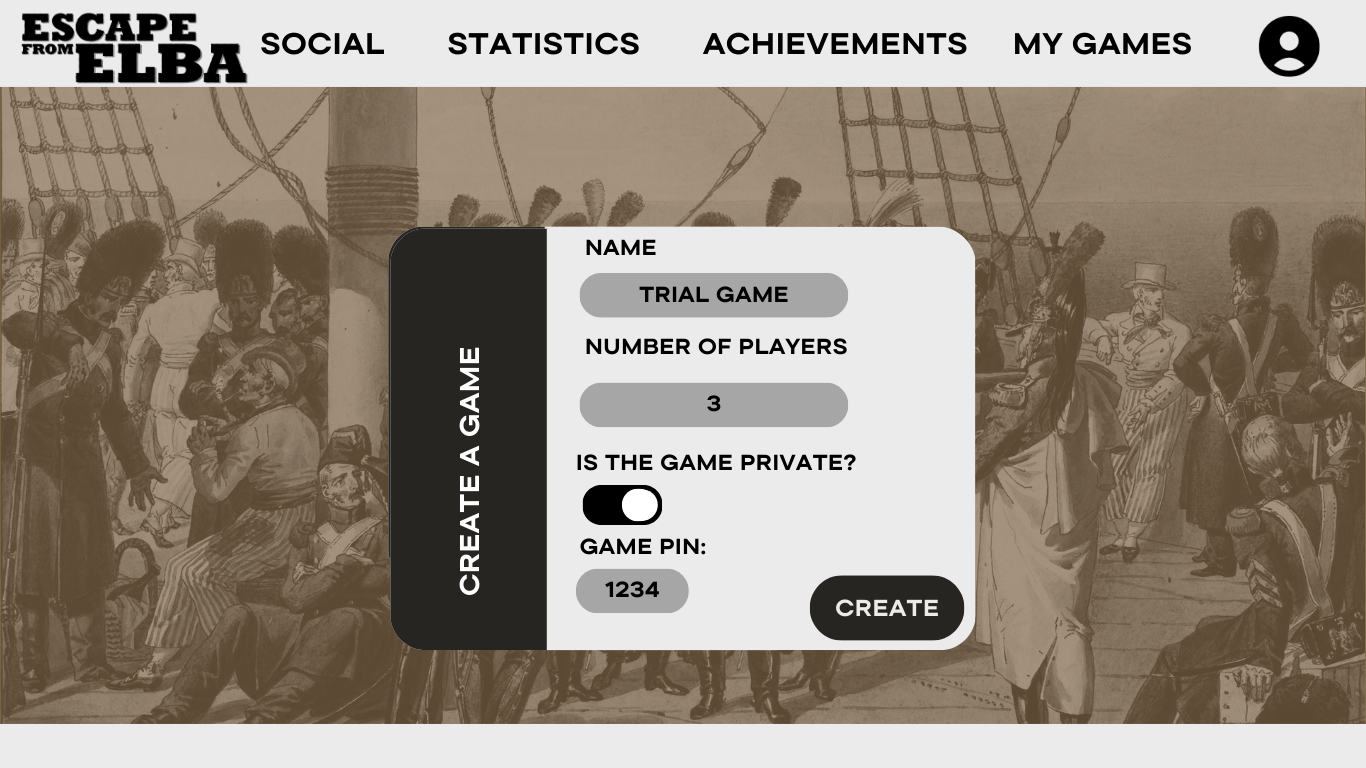 ESCAPE
FROM ELBA
SOCIAL
STATISTICS
ACHIEVEMENTS
MY GAMES
CREATE A GAME
NAME
TRIAL GAME
NUMBER OF PLAYERS
3
IS THE GAME PRIVATE?
GAME PIN:
1234
CREATE